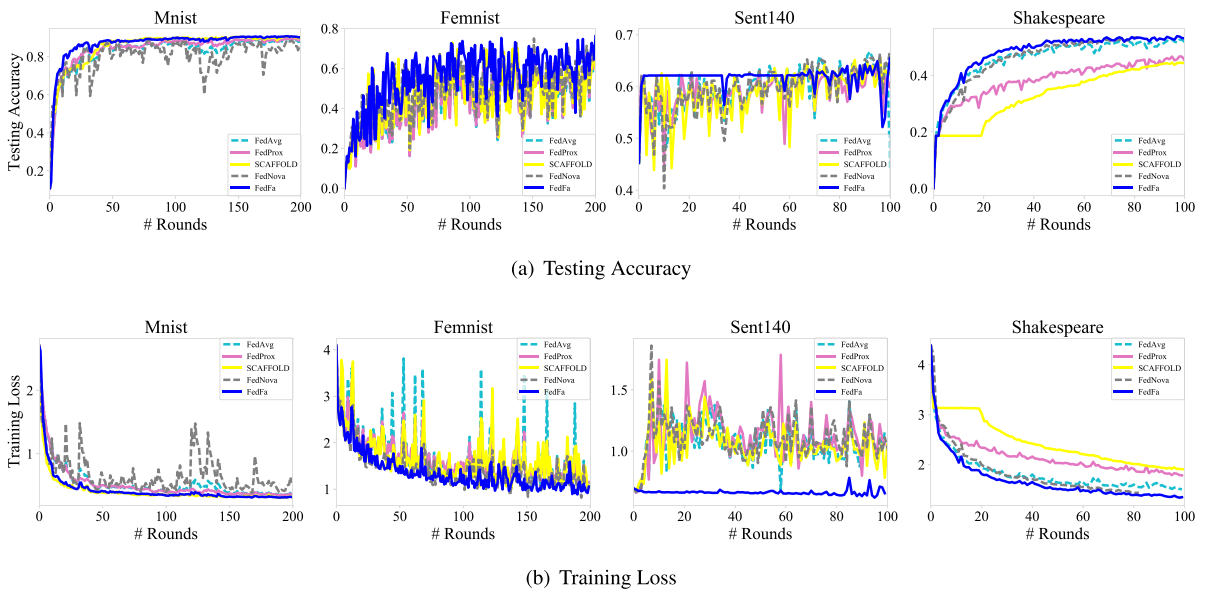 Mnist
Femnist
Sent140
Shakespeare
Testing Accuracy
0.8
0.6
0.4
0.2
0
50
100
150
200
# Rounds
FedAvg
FedProx
SCAFFOLD
FedNova
FedFa
0.8
0.6
0.4
0.2
0.0
0
50
100
150
200
# Rounds
FedAvg
FedProx
SCAFFOLD
FedNova
FedFa
0.7
0.6
0.5
0.4
0
20
40
60
80
100
# Rounds
FedAvg
FedProx
SCAFFOLD
FedNova
FedFa
0.4
0.2
0.0
0
20
40
60
80
100
# Rounds
FedAvg
FedProx
SCAFFOLD
FedNova
FedFa
(a) Testing Accuracy
Mnist
Femnist
Sent140
Shakespeare
Training Loss
2
1
0
50
100
150
200
# Rounds
FedAvg
FedProx
SCAFFOLD
FedNova
FedFa
4
3
2
1
0
50
100
150
200
# Rounds
FedAvg
FedProx
SCAFFOLD
FedNova
FedFa
1.5
1.0
0
20
40
60
80
100
# Rounds
FedAvg
FedProx
SCAFFOLD
FedNova
FedFa
4
3
2
0
20
40
60
80
100
# Rounds
FedAvg
FedProx
SCAFFOLD
FedNova
FedFa
(b) Training Loss